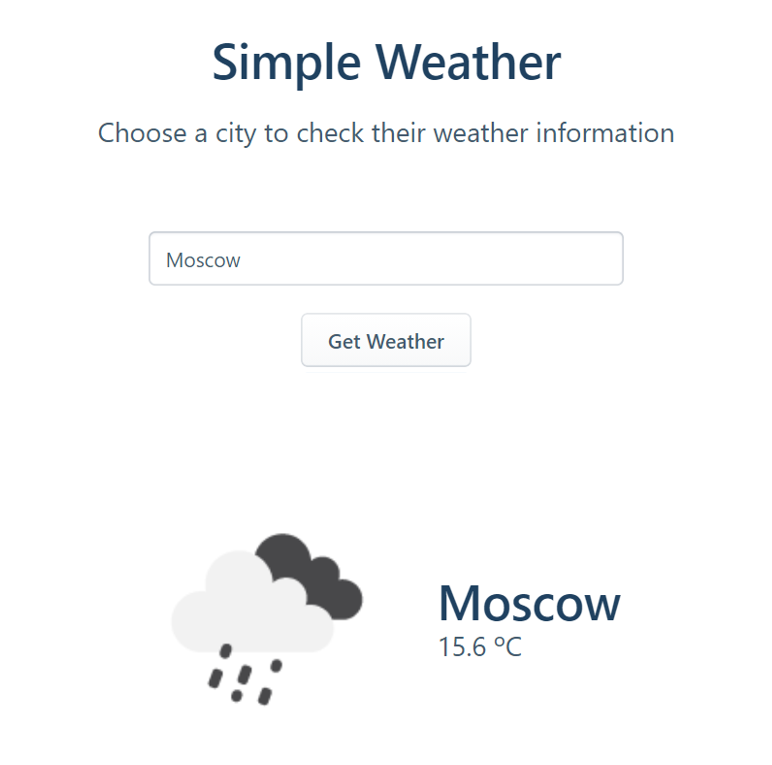 Simple Weather
Choose a city to check their weather information
Moscow
Get Weather
Moscow
15.6 ºC